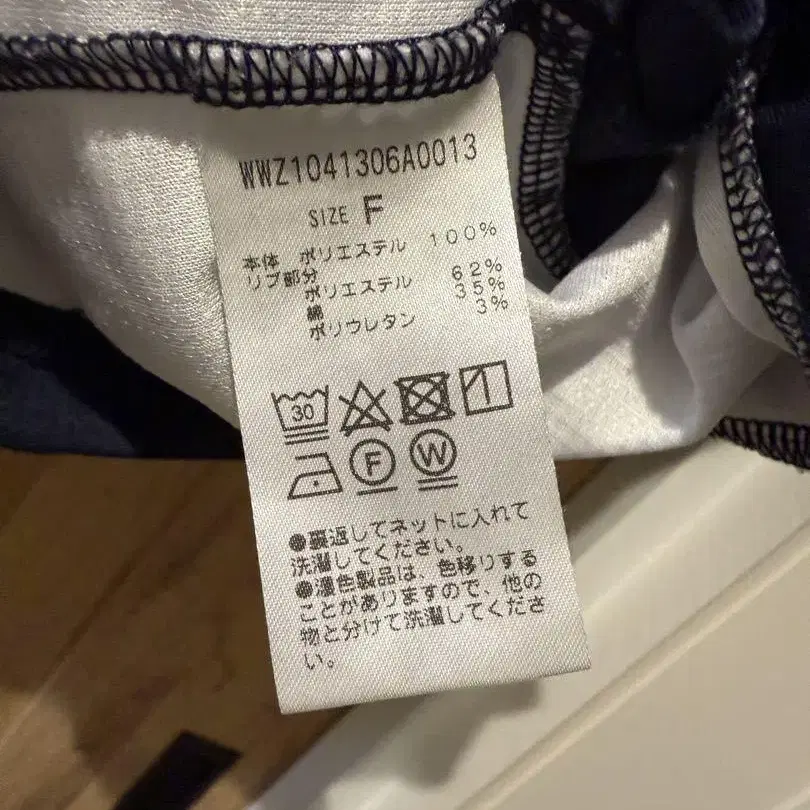 WWZ1041306A0013
SIZE F
本体 ポリエステル 100%
リブ部分
ポリエステル 62%
綿 35%
ポリウレタン 3%
30
F W
●裏返してネットに入れて
洗濯してください。
●濃色製品は、色移りする
ことがありますので、他の
物と分けて洗濯してくださ
い。